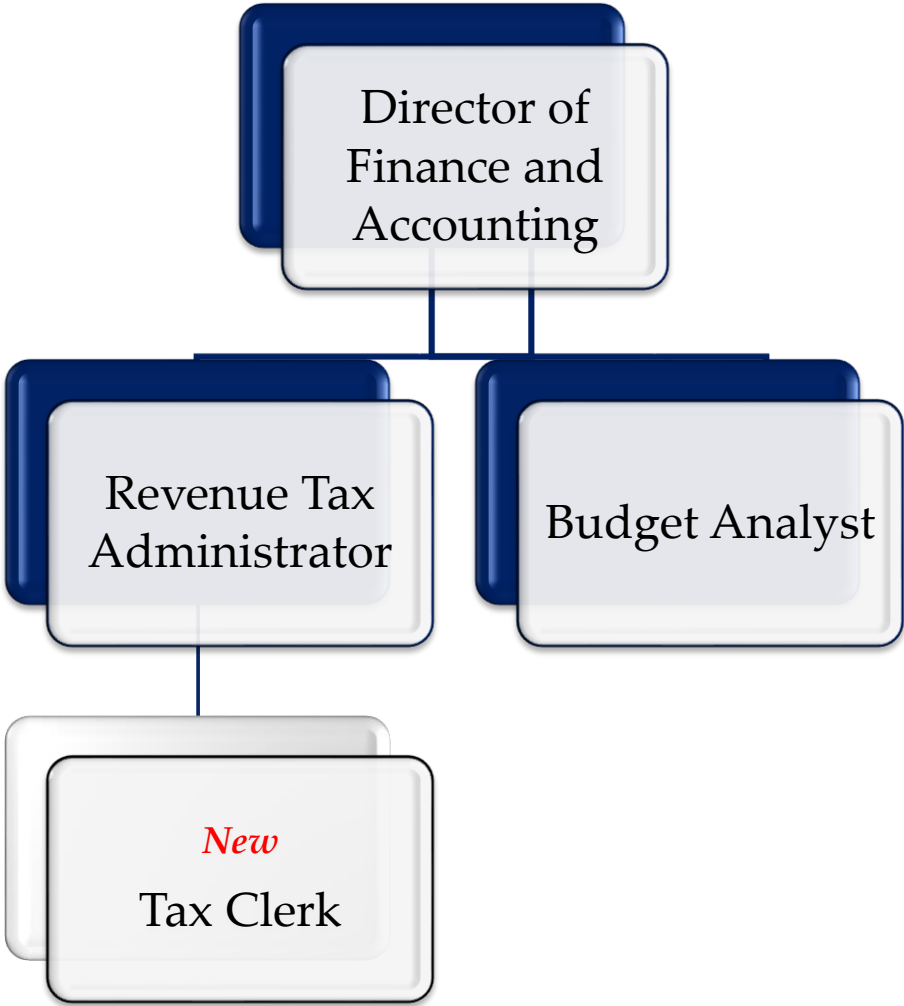 Director of
Finance and
Accounting
Revenue Tax
Administrator
Budget Analyst
New
Tax Clerk